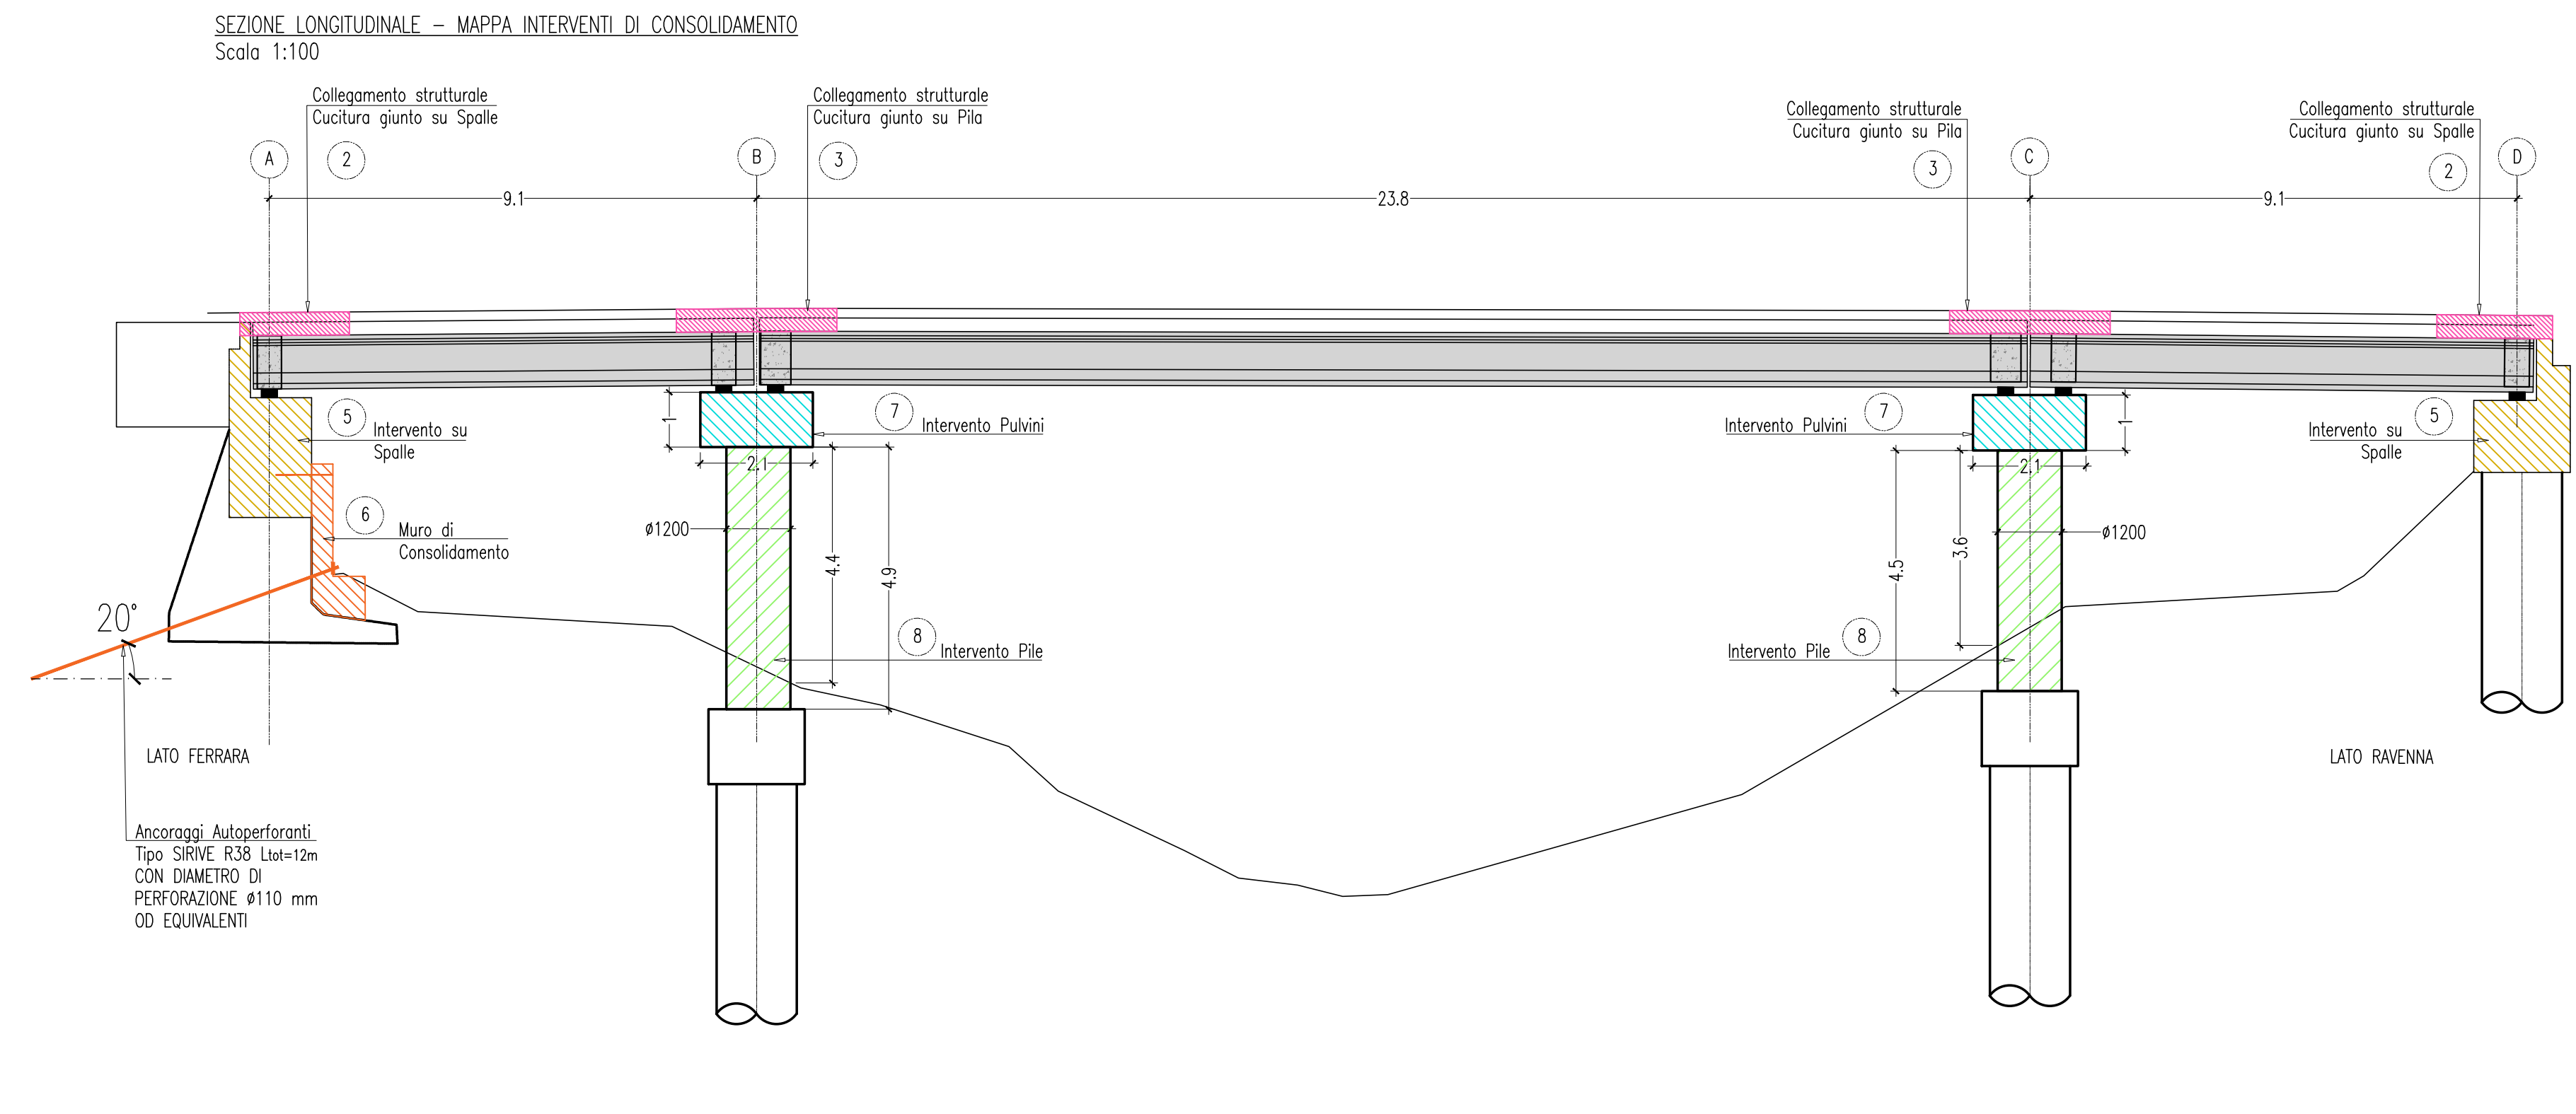 SEZIONE LONGITUDINALE – MAPPA INTERVENTI DI CONSOLIDAMENTO
Scala 1:100
Collegamento strutturale
Cucitura giunto su Spalle
Collegamento strutturale
Cucitura giunto su Pila
Collegamento strutturale
Cucitura giunto su Pila
Collegamento strutturale
Cucitura giunto su Spalle
A
2
B
3
3
C
2
D
9.1
23.8
9.1
5
Intervento su
Spalle
1
7
Intervento Pulvini
2.1
7
Intervento Pulvini
1
2.1
5
Intervento su
Spalle
6
Muro di
Consolidamento
ø1200
4.4
4.9
4.5
3.6
ø1200
20°
8
Intervento Pile
8
Intervento Pile
LATO FERRARA
LATO RAVENNA
Ancoraggi Autoperforanti
Tipo SIRIVE R38 Ltot=12m
CON DIAMETRO DI
PERFORAZIONE ø110 mm
OD EQUIVALENTI